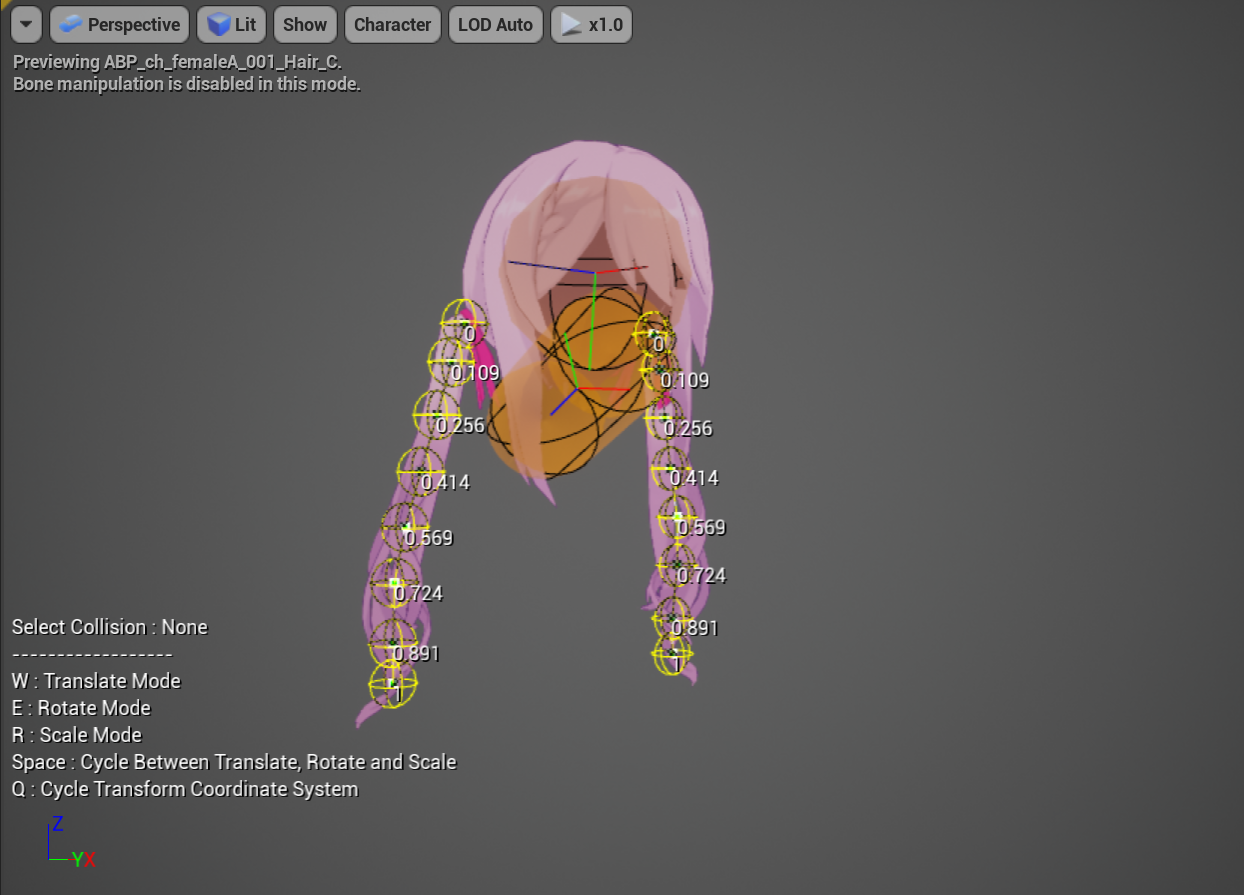 Perspective Lit Show Character LOD Auto x1.0
Previewing ABP_ch_femaleA_001_Hair_C.
Bone manipulation is disabled in this mode.
0 0
0.109 0.109
0.256 0.256
0.414 0.414
0.569 0.569
0.724 0.724
0.891 0.891
1 1
Select Collision : None
------------------
W : Translate Mode
E : Rotate Mode
R : Scale Mode
Space : Cycle Between Translate, Rotate and Scale
Q : Cycle Transform Coordinate System
Z
YX